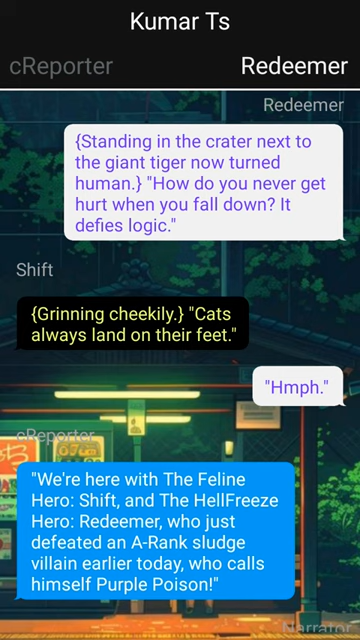 Kumar Ts
cReporter
Redeemer
Redeemer
{Standing in the crater next to
the giant tiger now turned
human.} "How do you never get
hurt when you fall down? It
defies logic."
Shift
{Grinning cheekily.} "Cats
always land on their feet."
"Hmph."
cReporter
"We're here with The Feline
Hero: Shift, and The HellFreeze
Hero: Redeemer, who just
defeated an A-Rank sludge
villain earlier today, who calls
himself Purple Poison!"
Narrator